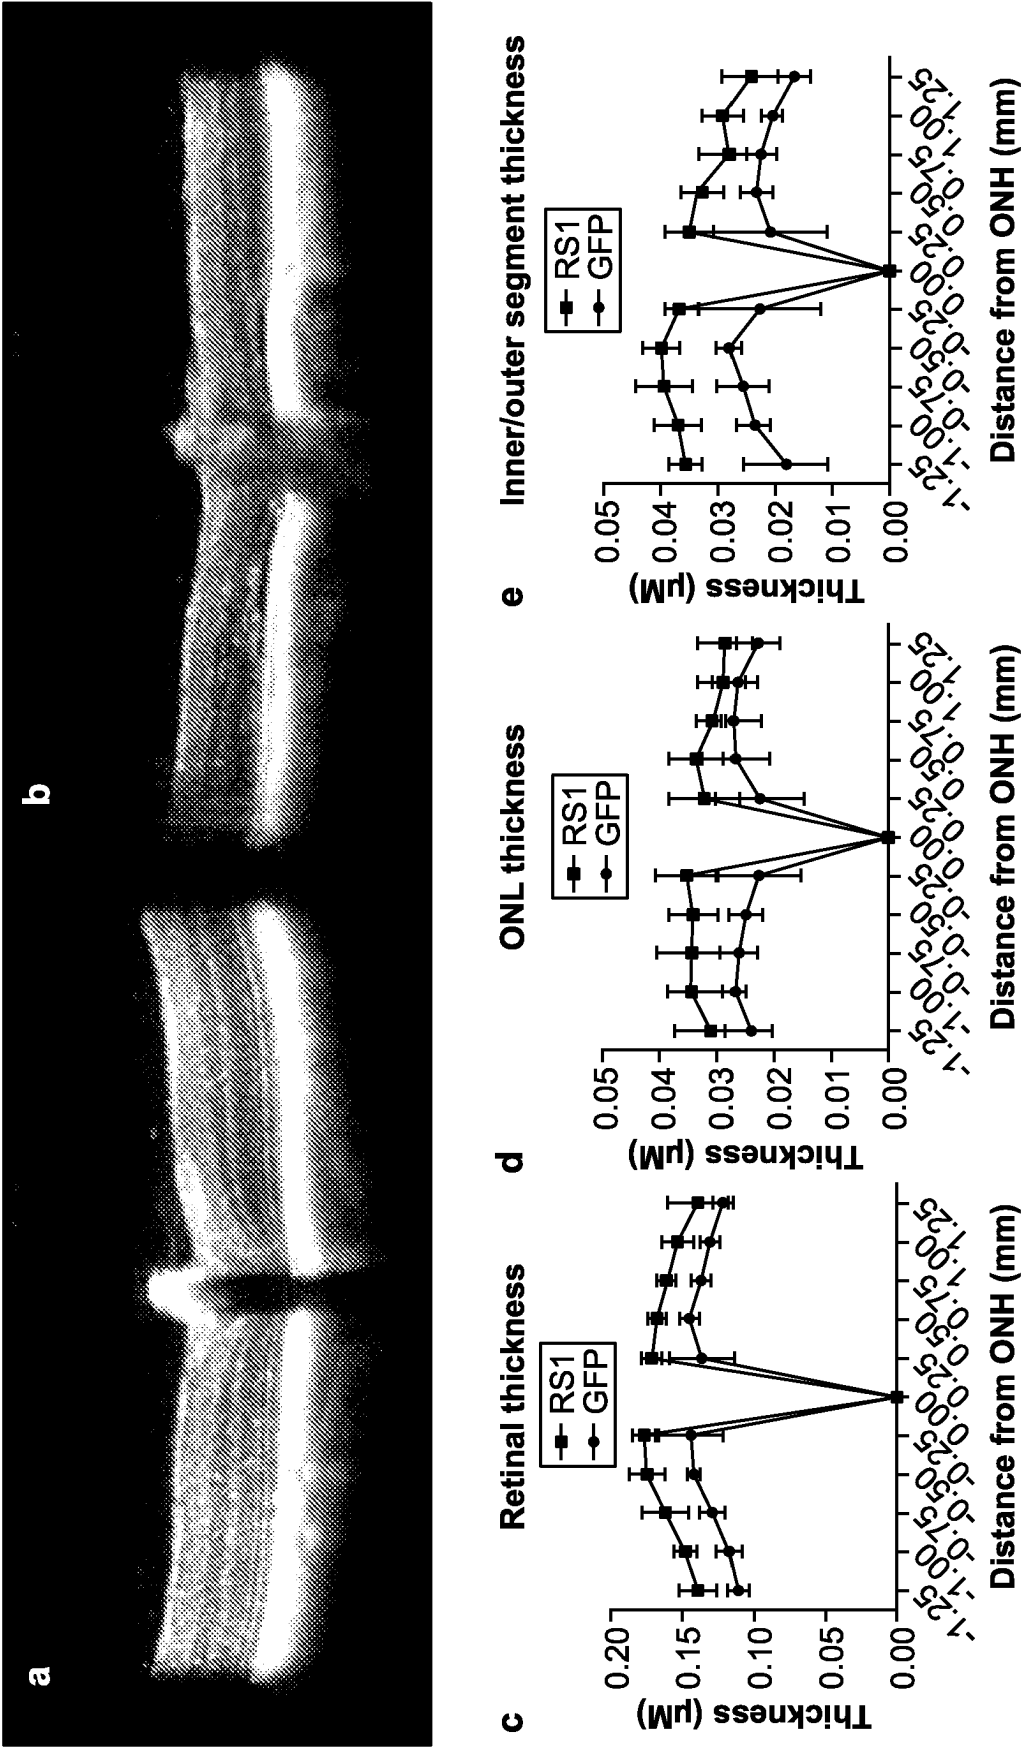 a
b
c
Retinal thickness
RS1
GFP
Thickness (µM)
0.20
0.15
0.10
0.05
0.00
-1.25
-1.00
-0.75
-0.50
-0.25
0.00
0.25
0.50
0.75
1.00
1.25
Distance from ONH (mm)
d
ONL thickness
RS1
GFP
Thickness (µM)
0.05
0.04
0.03
0.02
0.01
0.00
-1.25
-1.00
-0.75
-0.50
-0.25
0.00
0.25
0.50
0.75
1.00
1.25
Distance from ONH (mm)
e
Inner/outer segment thickness
RS1
GFP
Thickness (µM)
0.05
0.04
0.03
0.02
0.01
0.00
-1.25
-1.00
-0.75
-0.50
-0.25
0.00
0.25
0.50
0.75
1.00
1.25
Distance from ONH (mm)